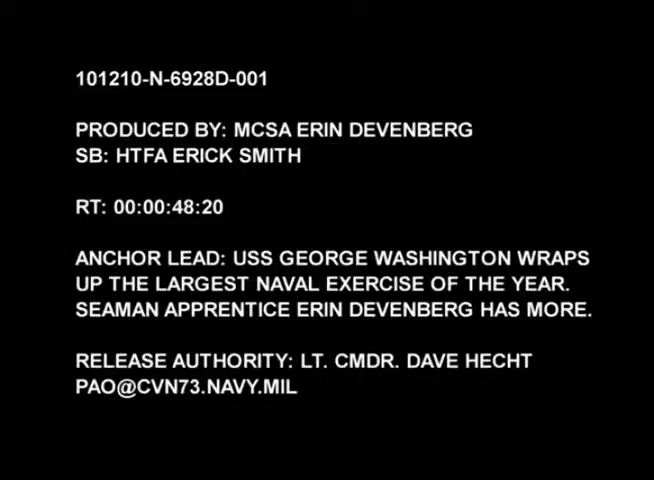 101210-N-6928D-001
PRODUCED BY: MCSA ERIN DEVENBERG
SB: HTFA ERICK SMITH
RT: 00:00:48:20
ANCHOR LEAD: USS GEORGE WASHINGTON WRAPS
UP THE LARGEST NAVAL EXERCISE OF THE YEAR.
SEAMAN APPRENTICE ERIN DEVENBERG HAS MORE.
RELEASE AUTHORITY: LT. CMDR. DAVE HECHT
PAO@CVN73.NAVY.MIL